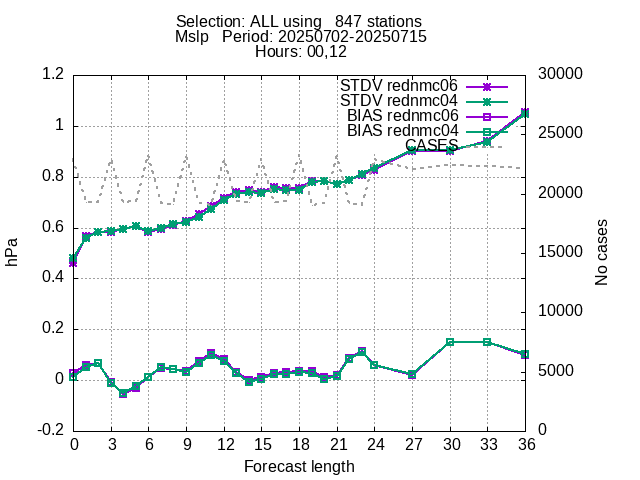 Selection: ALL using   847 stations
Mslp   Period: 20250702-20250715
Hours: 00,12
STDV rednmc06
STDV rednmc04
BIAS rednmc06
BIAS rednmc04
CASES
1.2
1
0.8
0.6
0.4
0.2
0
-0.2
hPa
30000
25000
20000
15000
10000
5000
0
No cases
0 3 6 9 12 15 18 21 24 27 30 33 36
Forecast length